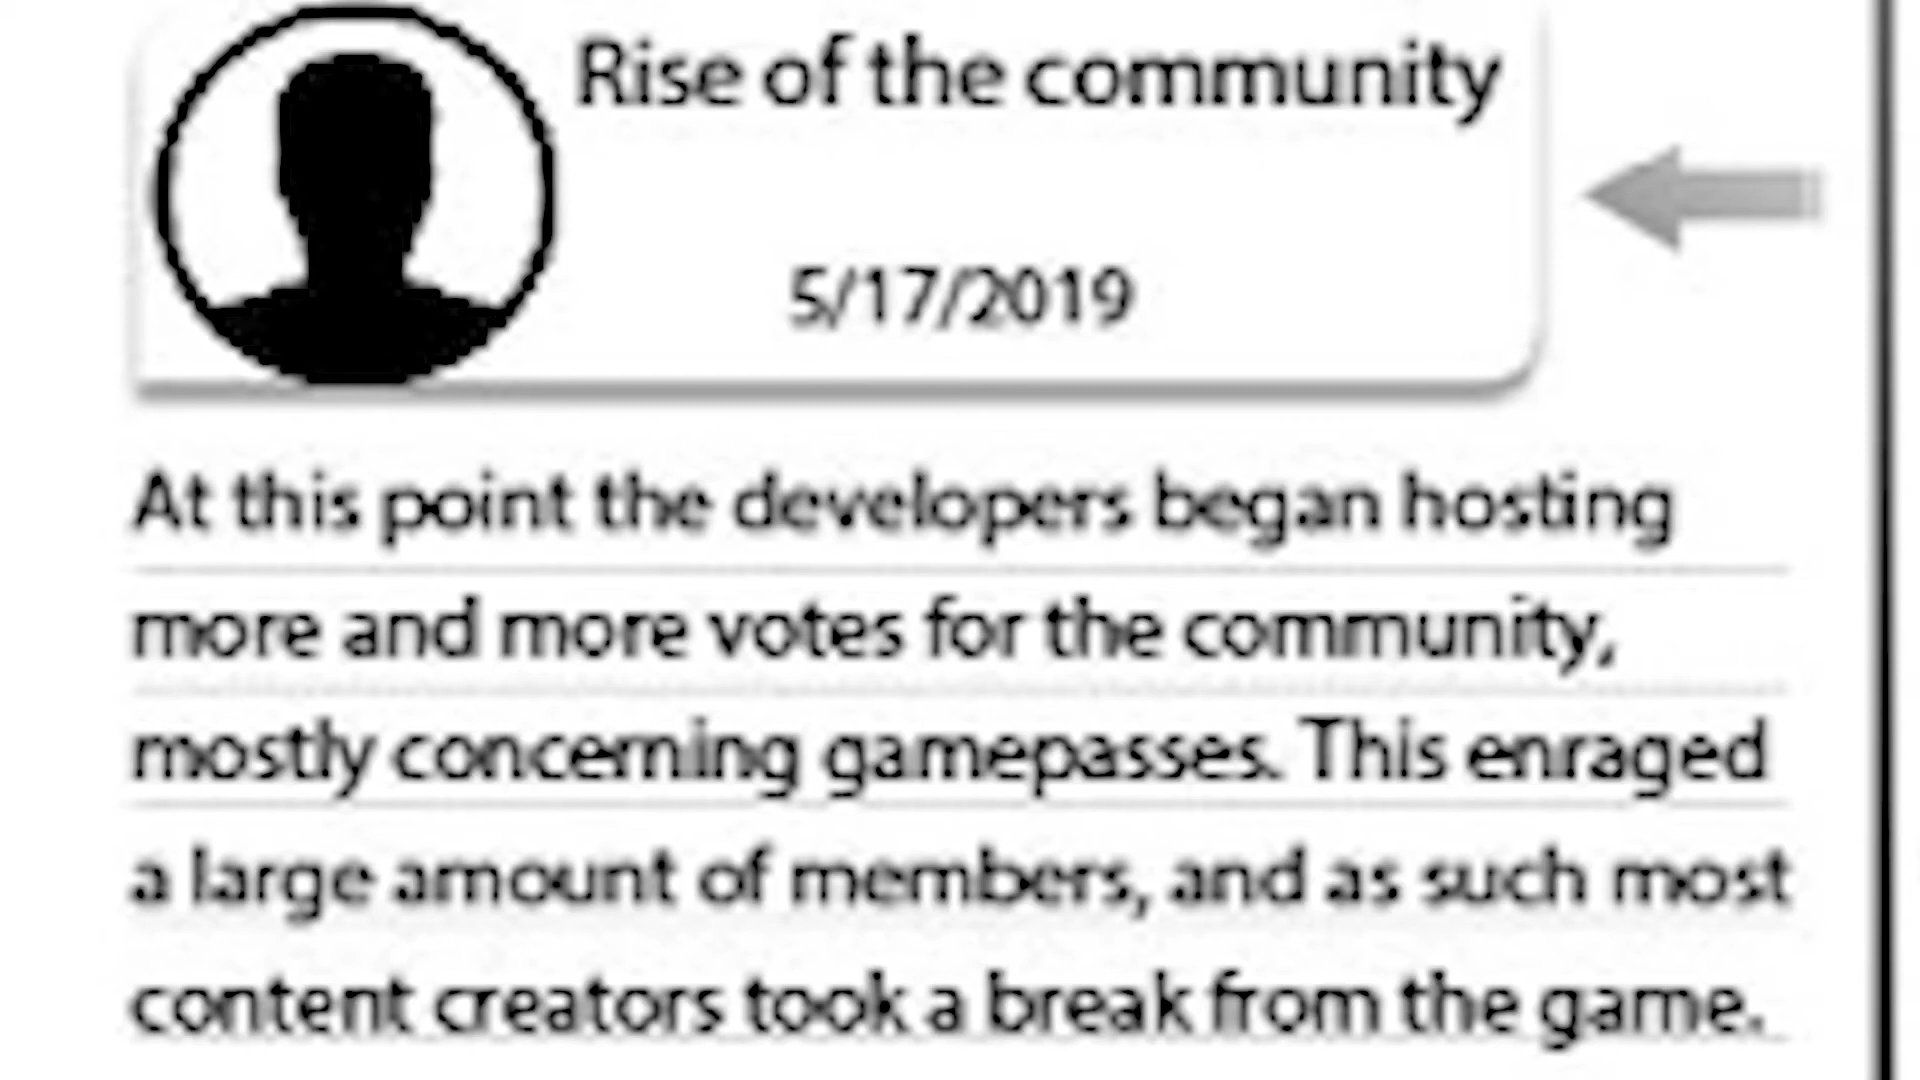 Rise of the community
5/17/2019
At this point the developers began hosting
more and more votes for the community,
mostly concerning gamepasses. This enraged
a large amount of members, and as such most
content creators took a break from the game.